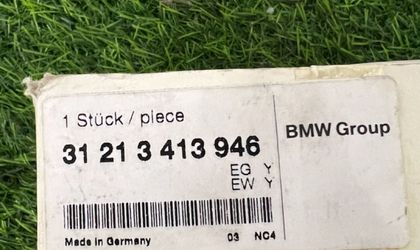 1 Stück / piece
31 21 3 413 946
BMW Group
EG Y
EW Y
Made in Germany 03 NC4